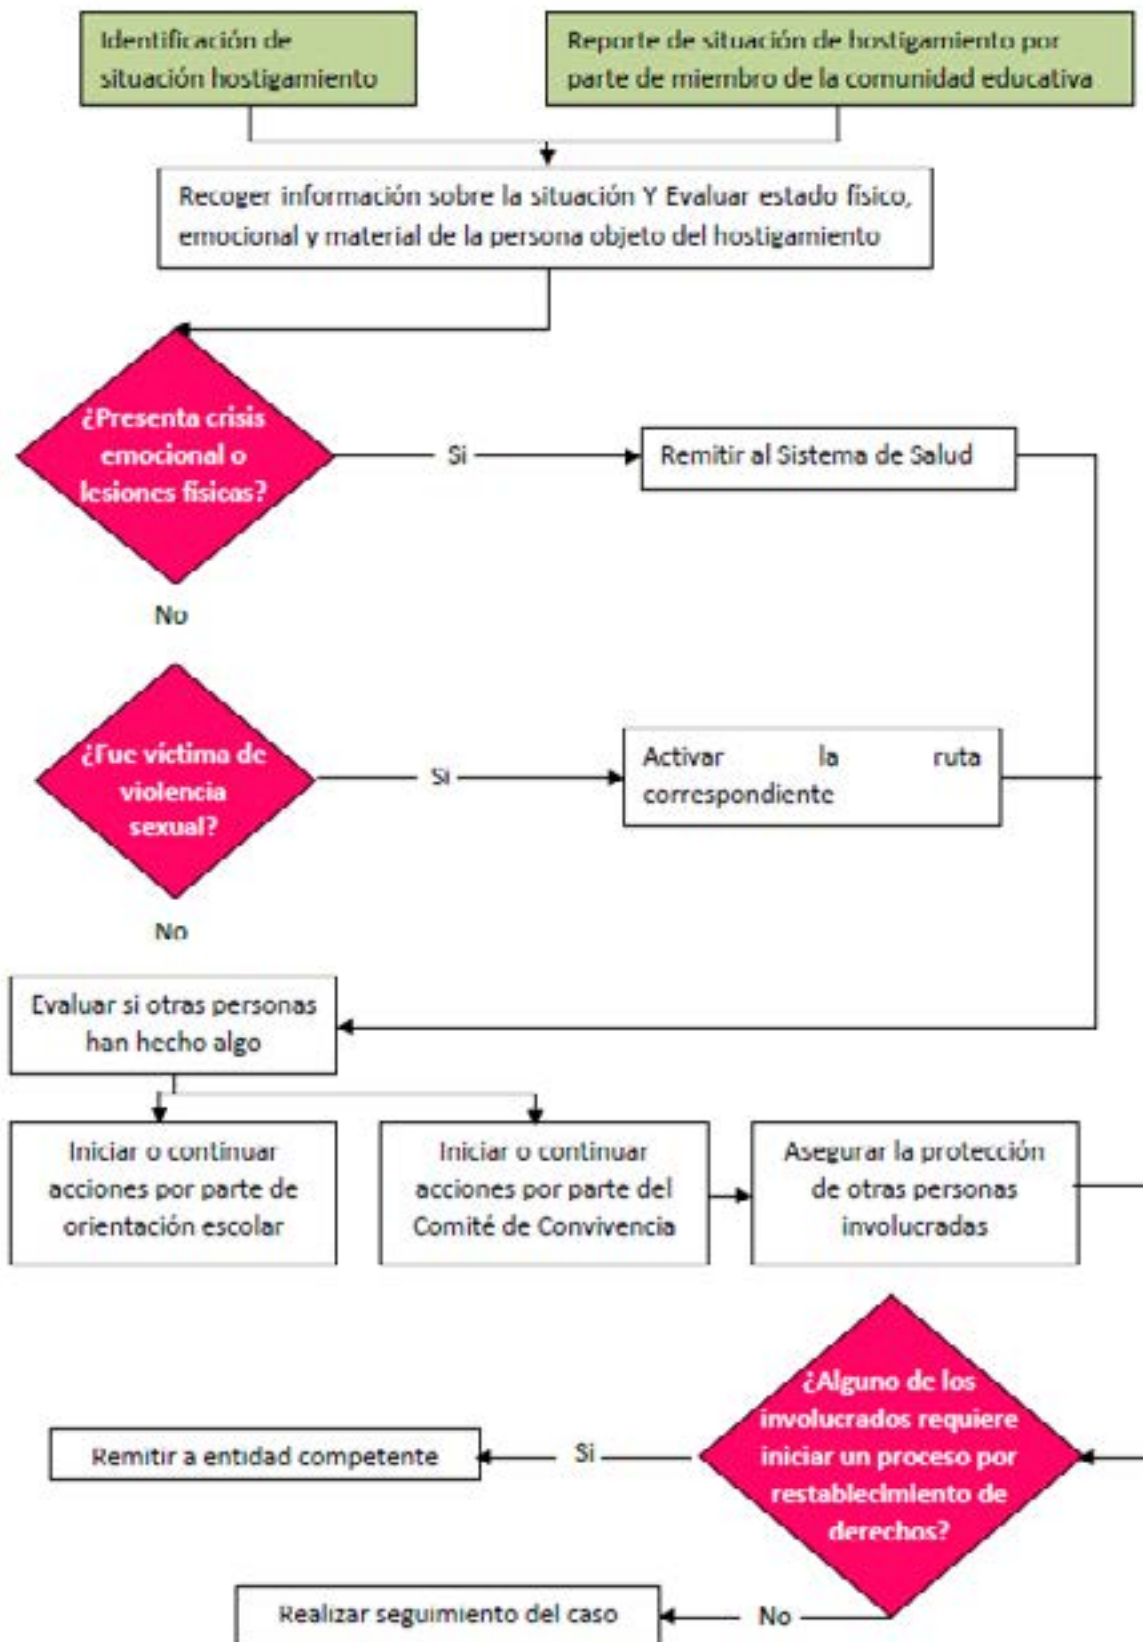 Identificación de
situación hostigamiento
Reporte de situación de hostigamiento por
parte de miembro de la comunidad educativa
Recoger información sobre la situación Y Evaluar estado físico,
emocional y material de la persona objeto del hostigamiento
¿Presenta crisis
emocional o
lesiones físicas?
Si
Remitir al Sistema de Salud
No
¿Fue víctima de
violencia
sexual?
Si
Activar la ruta
correspondiente
No
Evaluar si otras personas
han hecho algo
Iniciar o continuar
acciones por parte de
orientación escolar
Iniciar o continuar
acciones por parte del
Comité de Convivencia
Asegurar la protección
de otras personas
involucradas
¿Alguno de los
involucrados requiere
iniciar un proceso por
restablecimiento de
derechos?
Si
Remitir a entidad competente
No
Realizar seguimiento del caso